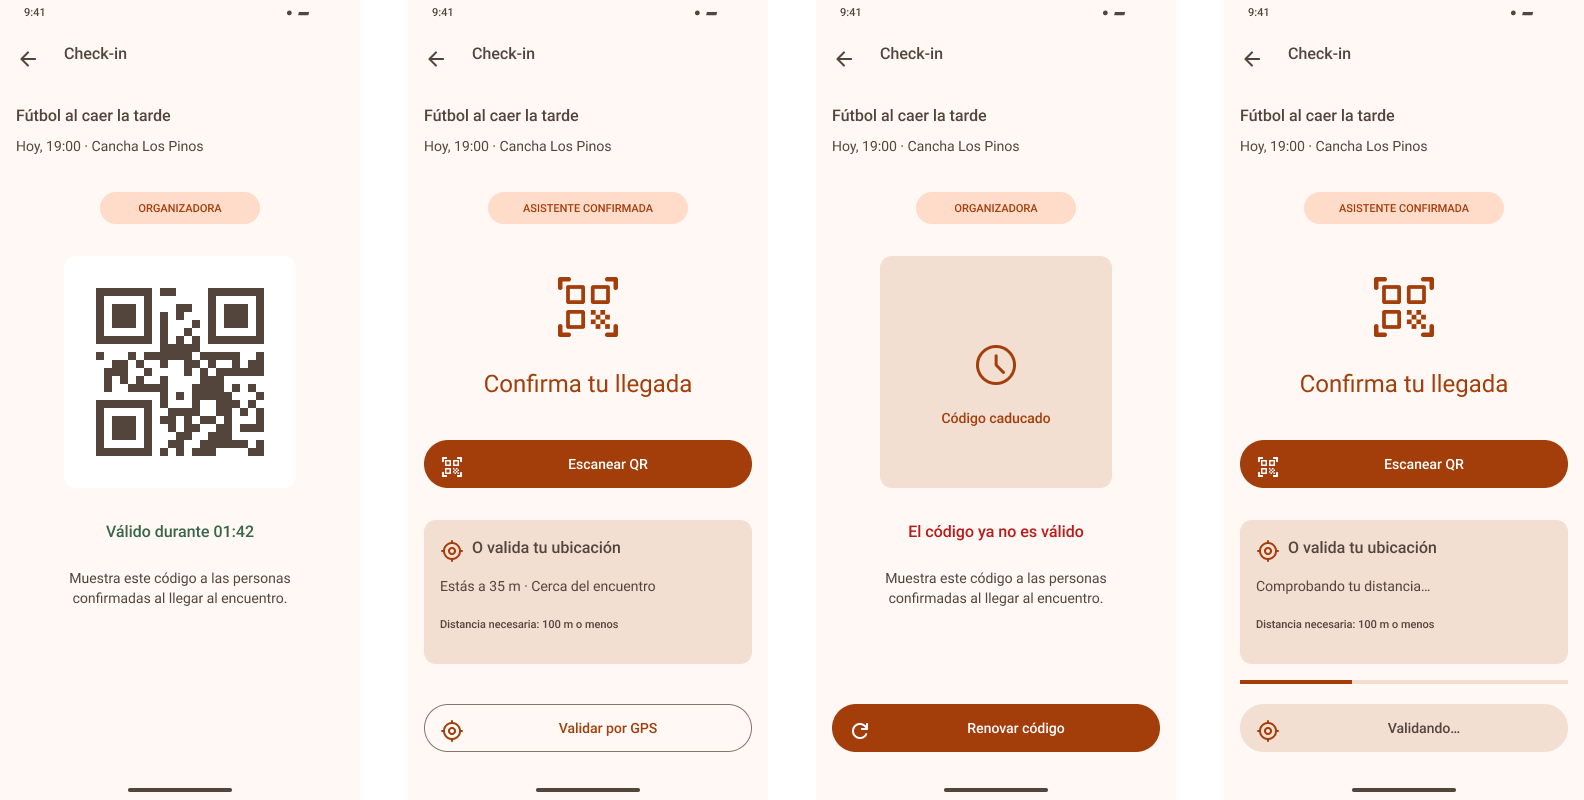 9:41
Check-in
Fútbol al caer la tarde
Hoy, 19:00 · Cancha Los Pinos
ORGANIZADORA
Válido durante 01:42
Muestra este código a las personas
confirmadas al llegar al encuentro.
9:41
Check-in
Fútbol al caer la tarde
Hoy, 19:00 · Cancha Los Pinos
ASISTENTE CONFIRMADA
Confirma tu llegada
Escanear QR
O valida tu ubicación
Estás a 35 m · Cerca del encuentro
Distancia necesaria: 100 m o menos
Validar por GPS
9:41
Check-in
Fútbol al caer la tarde
Hoy, 19:00 · Cancha Los Pinos
ORGANIZADORA
Código caducado
El código ya no es válido
Muestra este código a las personas
confirmadas al llegar al encuentro.
Renovar código
9:41
Check-in
Fútbol al caer la tarde
Hoy, 19:00 · Cancha Los Pinos
ASISTENTE CONFIRMADA
Confirma tu llegada
Escanear QR
O valida tu ubicación
Comprobando tu distancia…
Distancia necesaria: 100 m o menos
Validando…